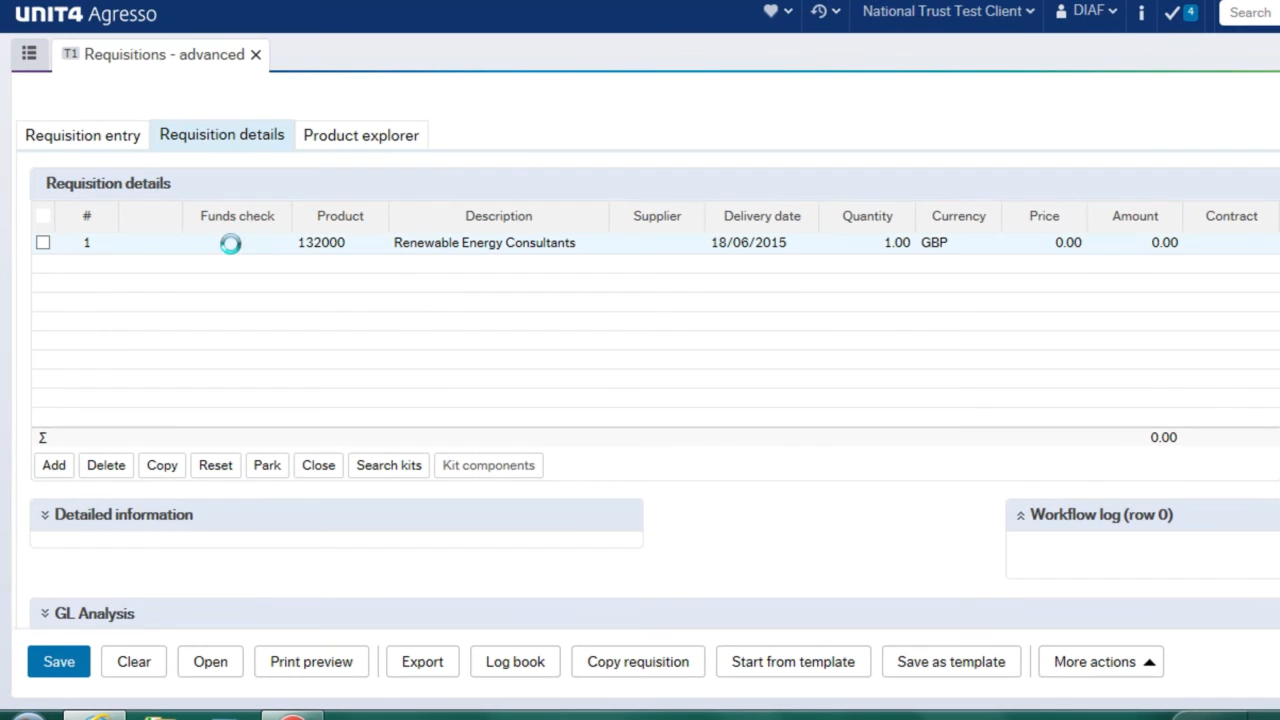 UNIT4 Agresso National Trust Test Client DIAF i 4 Search
T1 Requisitions - advanced
Requisition entry Requisition details Product explorer
Requisition details
# Funds check Product Description Supplier Delivery date Quantity Currency Price Amount Contract
1 132000 Renewable Energy Consultants 18/06/2015 1.00 GBP 0.00 0.00
Σ 0.00
Add Delete Copy Reset Park Close Search kits Kit components
Detailed information Workflow log (row 0)
GL Analysis
Save Clear Open Print preview Export Log book Copy requisition Start from template Save as template More actions